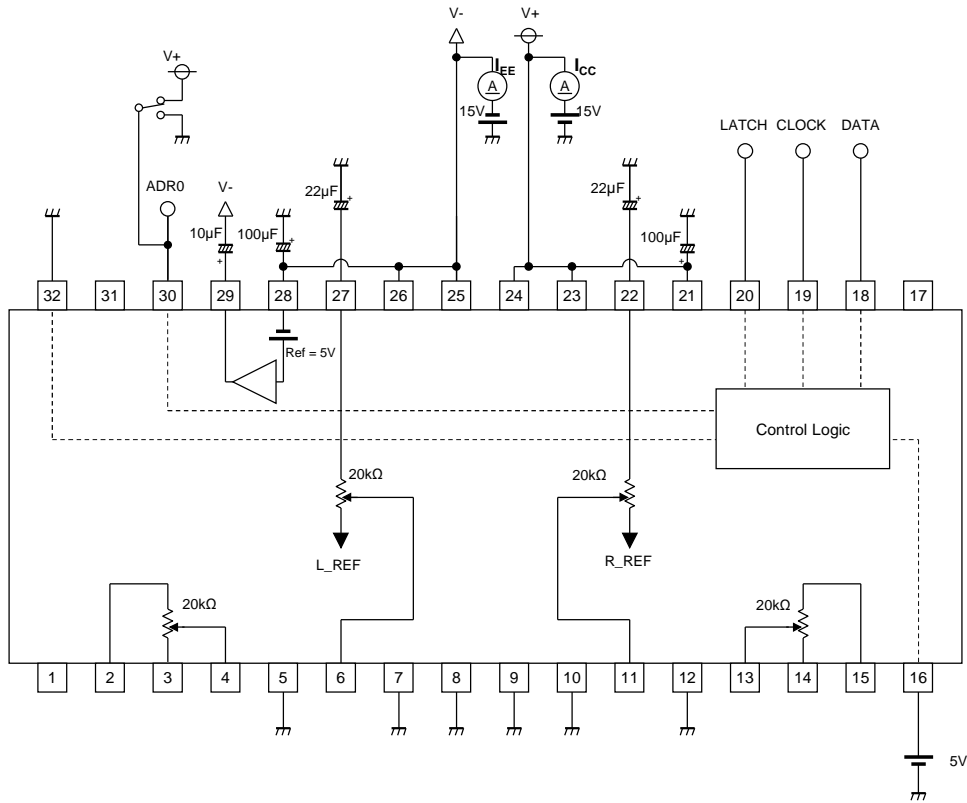 V- V+
V+
I_EE I_CC
A A
15V 15V
LATCH CLOCK DATA
ADR0 V- 22µF 22µF
10µF 100µF 100µF
+ + + + +
32 31 30 29 28 27 26 25 24 23 22 21 20 19 18 17
Ref = 5V
Control Logic
20kΩ 20kΩ
L_REF R_REF
20kΩ 20kΩ
1 2 3 4 5 6 7 8 9 10 11 12 13 14 15 16
5V